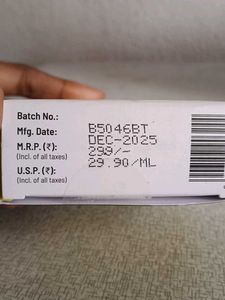 Batch No.: B5046BT
Mfg. Date: DEC-2025
M.R.P. (₹): 299/-
(Incl. of all taxes)
U.S.P. (₹): 29.90/ML
(Incl. of all taxes)